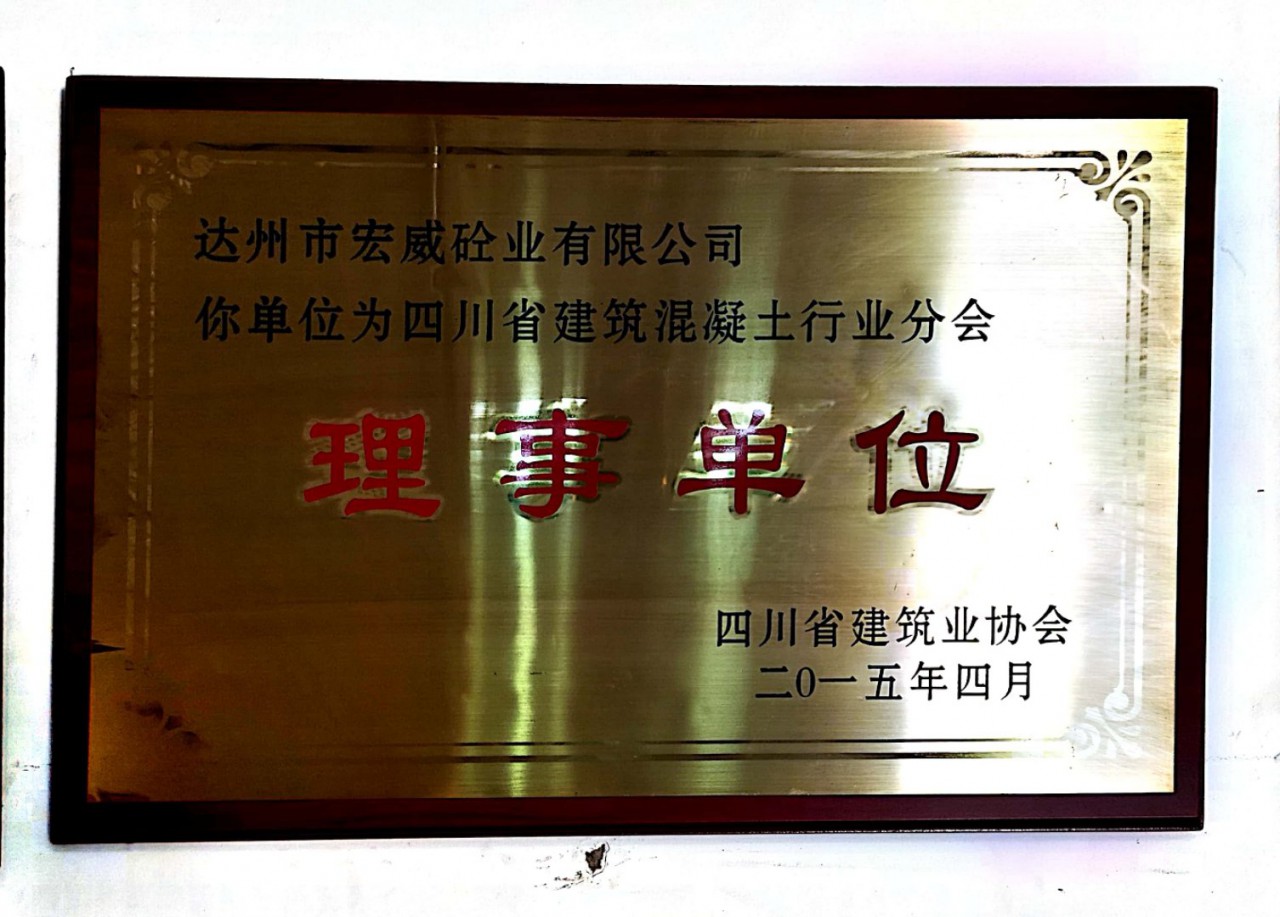 达州市宏威砼业有限公司
你单位为四川省建筑混凝土行业分会
理事单位
四川省建筑业协会
二0一五年四月